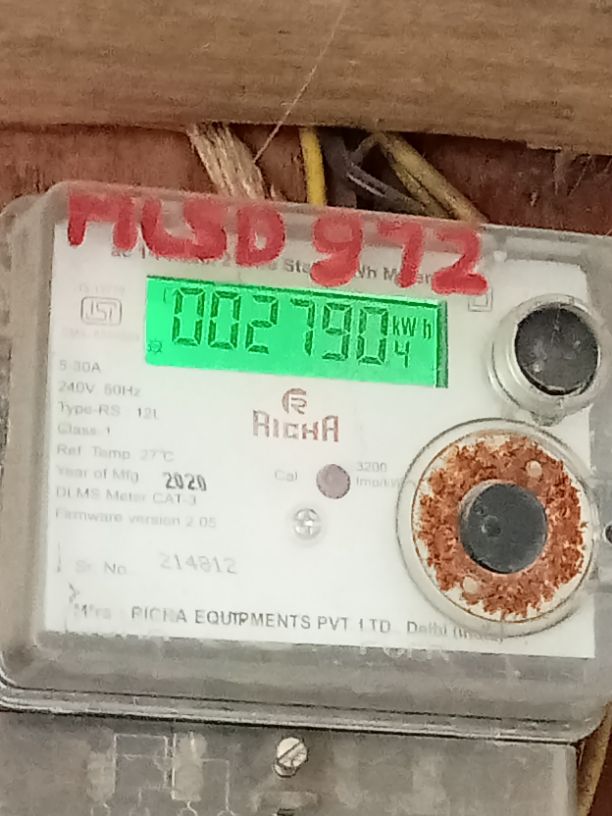 MLSD 972
002790 kWh
4
5-30A
240V 50Hz
Type-RS 12L
Class-1
Ref. Temp. 27°C
Year of Mfg 2020
DLMS Meter CAT-3
Firmware version 2.05
RICHA
Cal 3200
Sr. No. 214812
RICHA EQUIPMENTS PVT LTD. Delhi